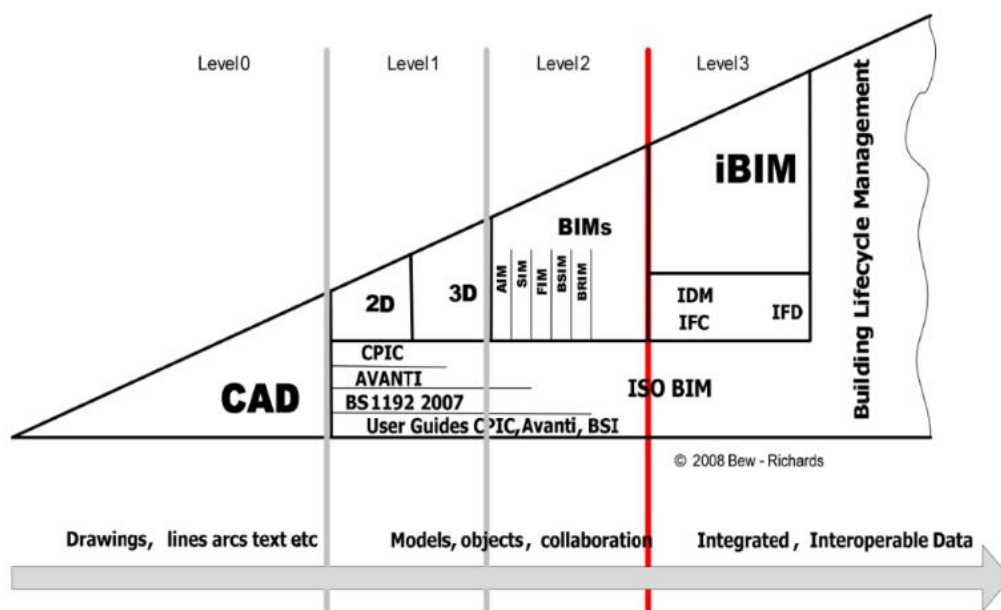 Level0
Level1
Level2
Level3
iBIM
Building Lifecycle Management
BIMs
AIM
SIM
FIM
BSIM
BRIM
2D
3D
IDM
IFC
IFD
CPIC
AVANTI
BS1192 2007
User Guides CPIC, Avanti, BSI
CAD
ISO BIM
© 2008 Bew - Richards
Drawings, lines arcs text etc
Models, objects, collaboration
Integrated, Interoperable Data